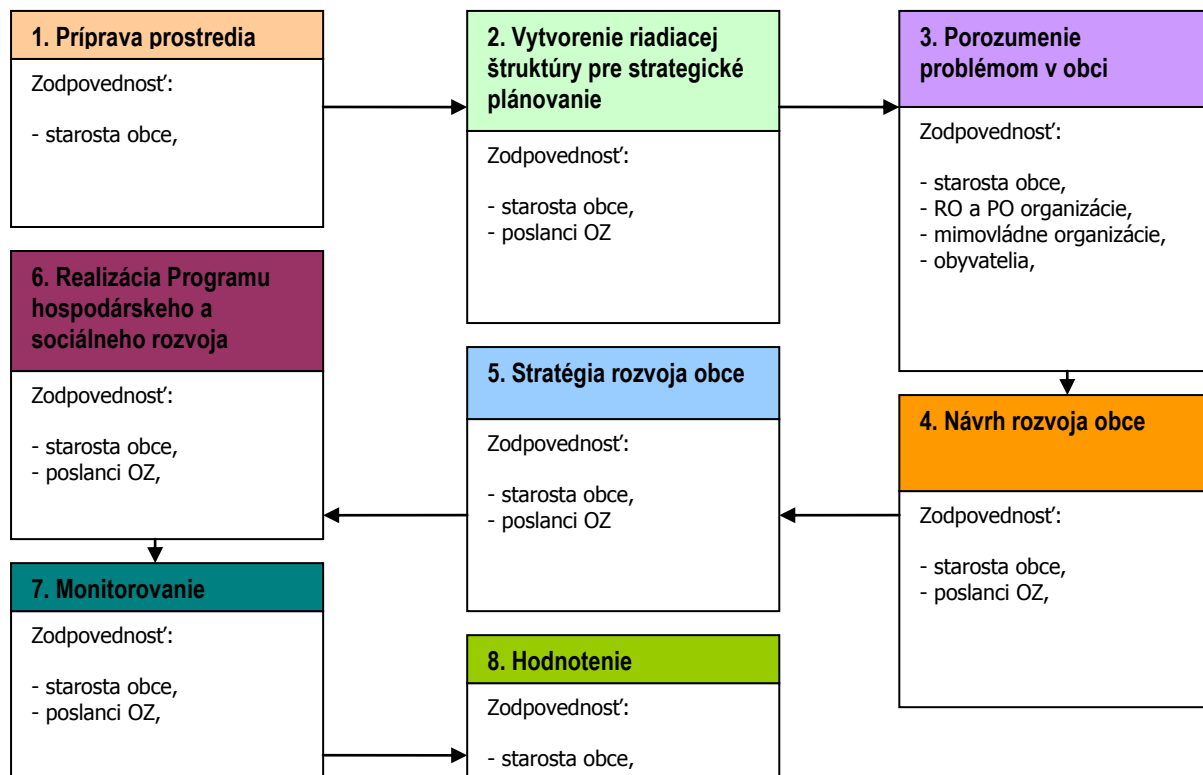 1. Príprava prostredia
Zodpovednosť:
- starosta obce,
2. Vytvorenie riadiacej
štruktúry pre strategické
plánovanie
Zodpovednosť:
- starosta obce,
- poslanci OZ
3. Porozumenie
problémom v obci
Zodpovednosť:
- starosta obce,
- RO a PO organizácie,
- mimovládne organizácie,
- obyvatelia,
4. Návrh rozvoja obce
Zodpovednosť:
- starosta obce,
- poslanci OZ,
5. Stratégia rozvoja obce
Zodpovednosť:
- starosta obce,
- poslanci OZ
6. Realizácia Programu
hospodárskeho a
sociálneho rozvoja
Zodpovednosť:
- starosta obce,
- poslanci OZ,
7. Monitorovanie
Zodpovednosť:
- starosta obce,
- poslanci OZ,
8. Hodnotenie
Zodpovednosť:
- starosta obce,